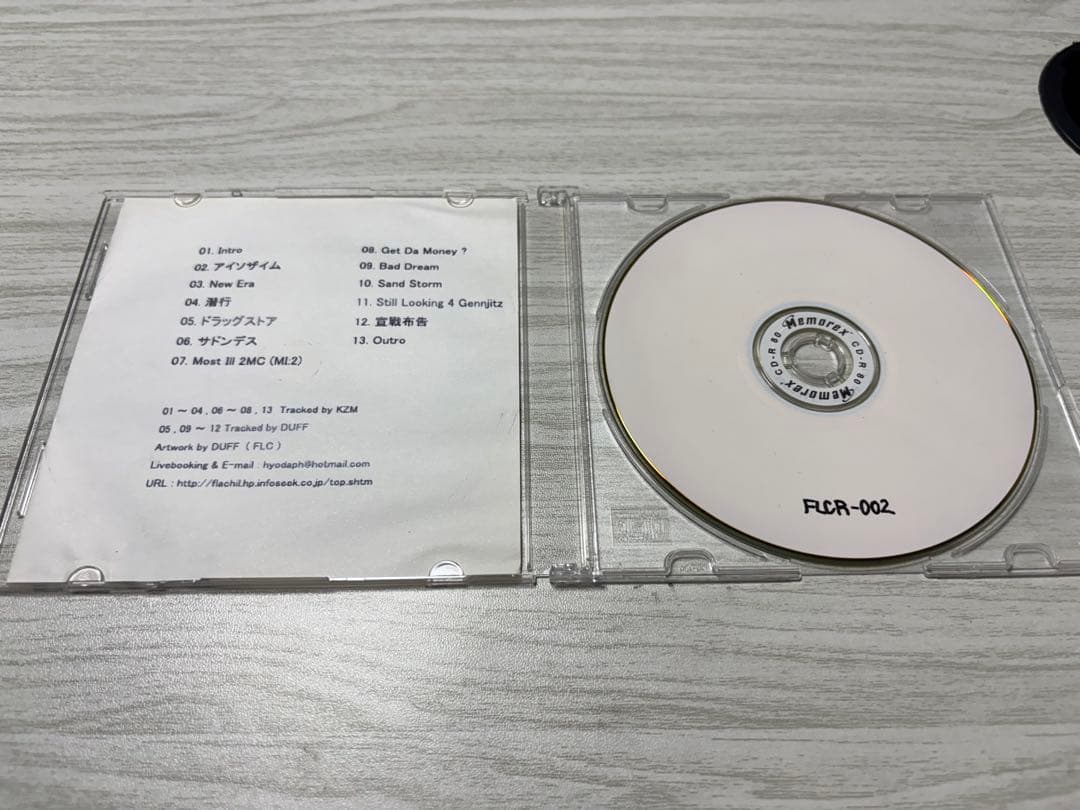 01. Intro
02. アイソザイム
03. New Era
04. 潜行
05. ドラッグストア
06. サドンデス
07. Most Ill 2MC (MI:2)
08. Get Da Money ?
09. Bad Dream
10. Sand Storm
11. Still Looking 4 Gennjitz
12. 宣戦布告
13. Outro
01 ～ 04 , 06 ～ 08 , 13 Tracked by KZM
05 , 09 ～ 12 Tracked by DUFF
Artwork by DUFF ( FLC )
Livebooking & E-mail : hyodaph@hotmail.com
URL : http://flachil.hp.infoseek.co.jp/top.shtm
Memorex CD-R 80
Memorex CD-R 80
FLCR-002